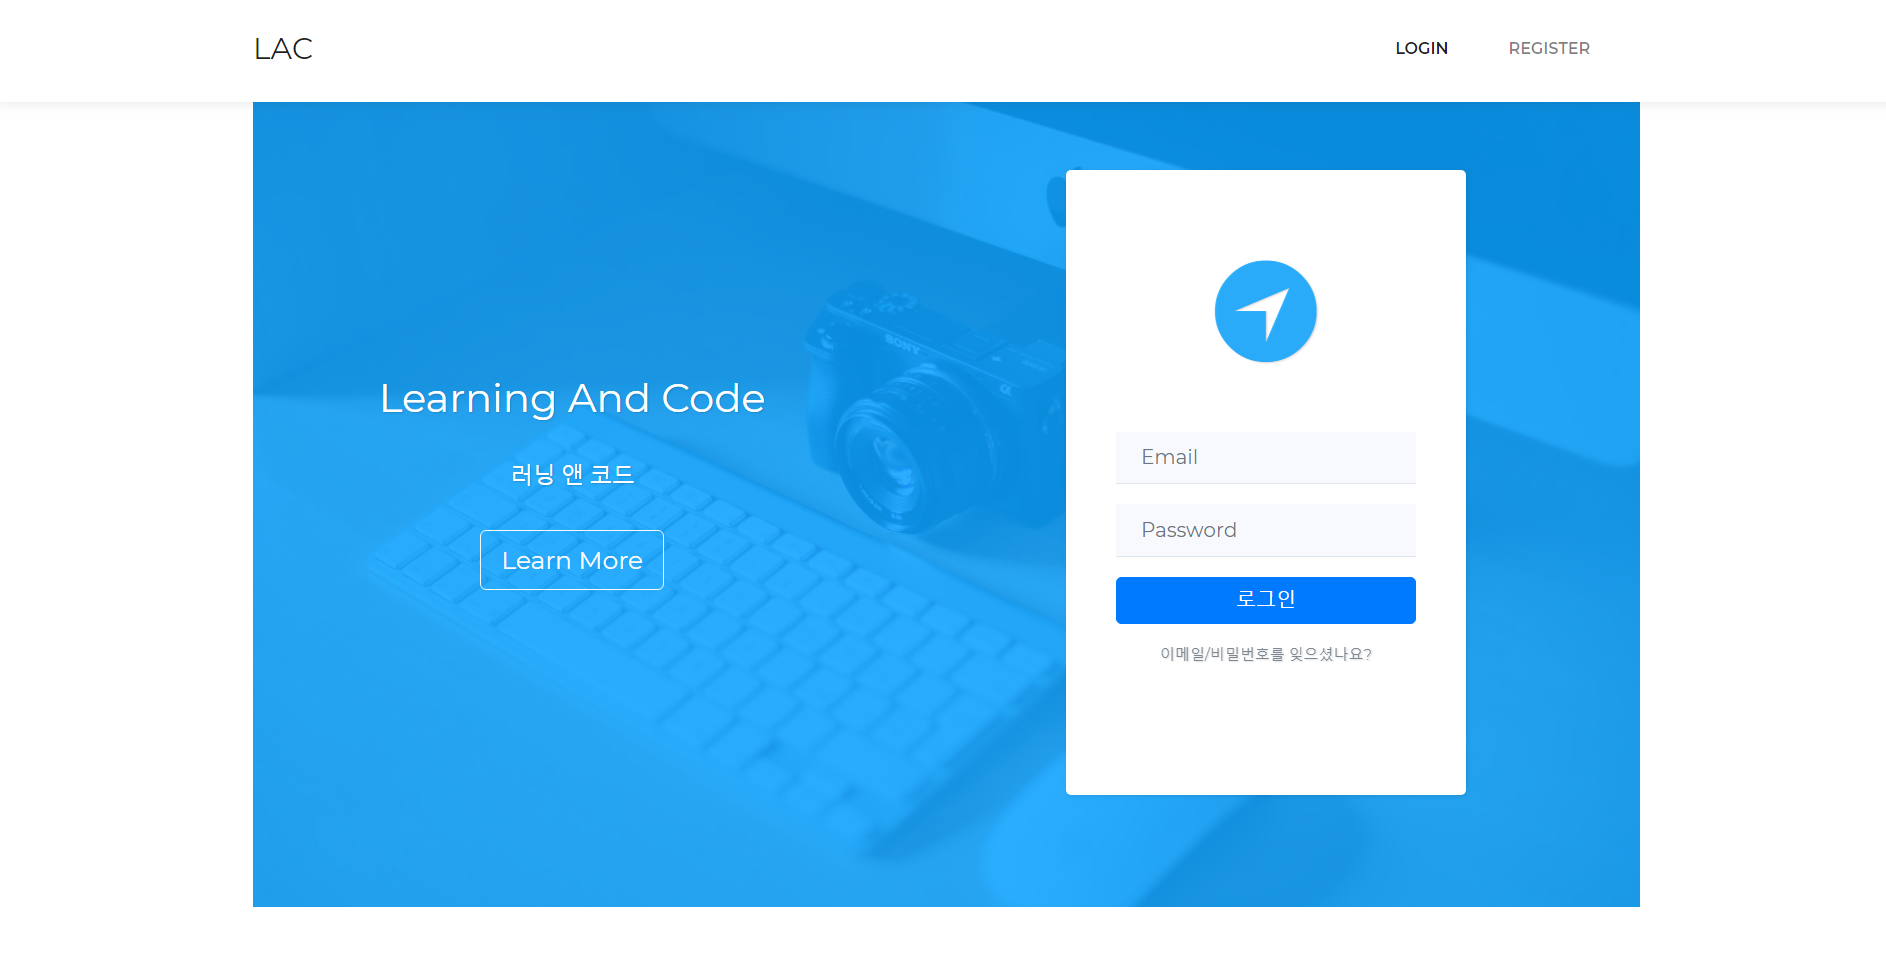 LAC
LOGIN
REGISTER
SONY
α
Learning And Code
러닝 앤 코드
Learn More
Email
Password
로그인
이메일/비밀번호를 잊으셨나요?